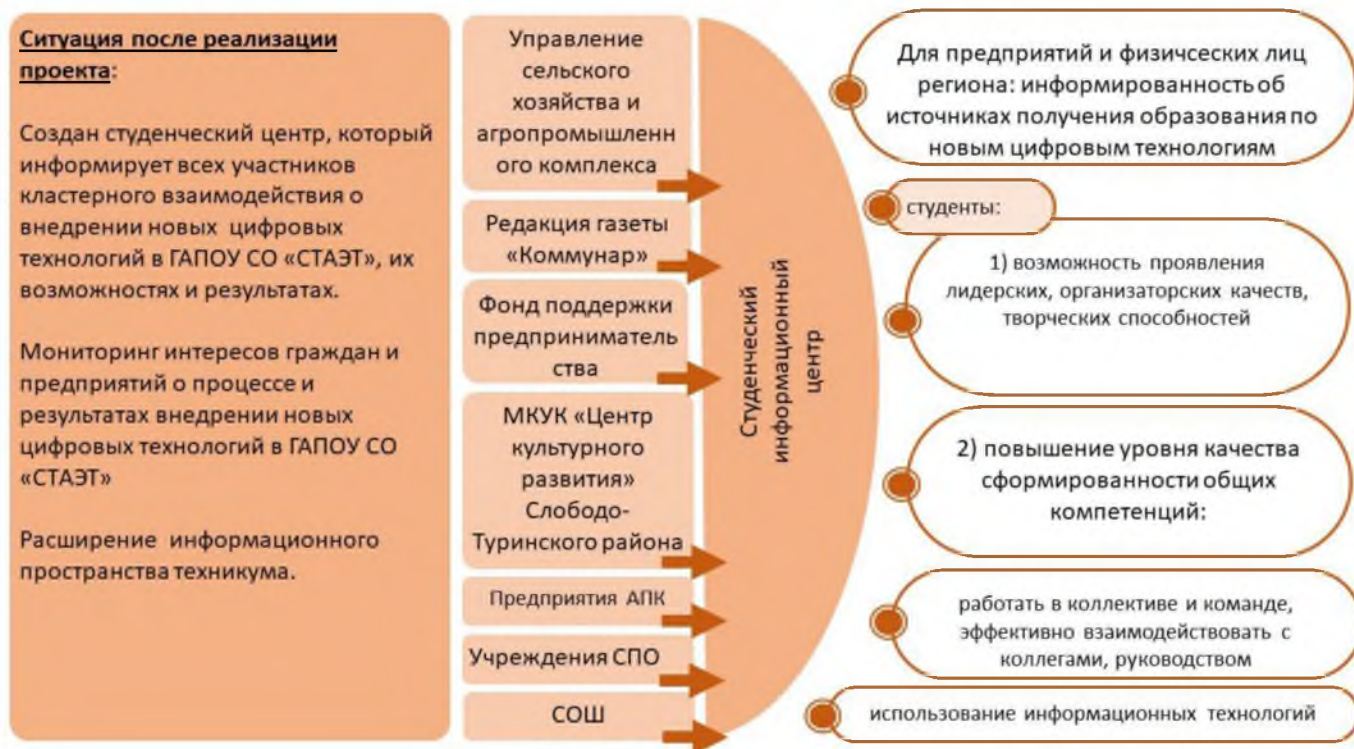 Ситуация после реализации
проекта:
Создан студенческий центр, который
информирует всех участников
кластерного взаимодействия о
внедрении новых цифровых
технологий в ГАПОУ СО «СТАЭТ», их
возможностях и результатах.
Мониторинг интересов граждан и
предприятий о процессе и
результатах внедрении новых
цифровых технологий в ГАПОУ СО
«СТАЭТ»
Расширение информационного
пространства техникума.
Управление
сельского
хозяйства и
агропромышленн
ого комплекса
Редакция газеты
«Коммунар»
Фонд поддержки
предприниматель
ства
МКУК «Центр
культурного
развития»
Слободо-
Туринского района
Предприятия АПК
Учреждения СПО
СОШ
Студенческий
информационный
центр
Для предприятий и физичсеских лиц
региона: информированность об
источниках получения образования по
новым цифровым технологиям
студенты:
1) возможность проявления
лидерских, организаторских качеств,
творческих способностей
2) повышение уровня качества
сформированности общих
компетенций:
работать в коллективе и команде,
эффективно взаимодействовать с
коллегами, руководством
использование информационных технологий